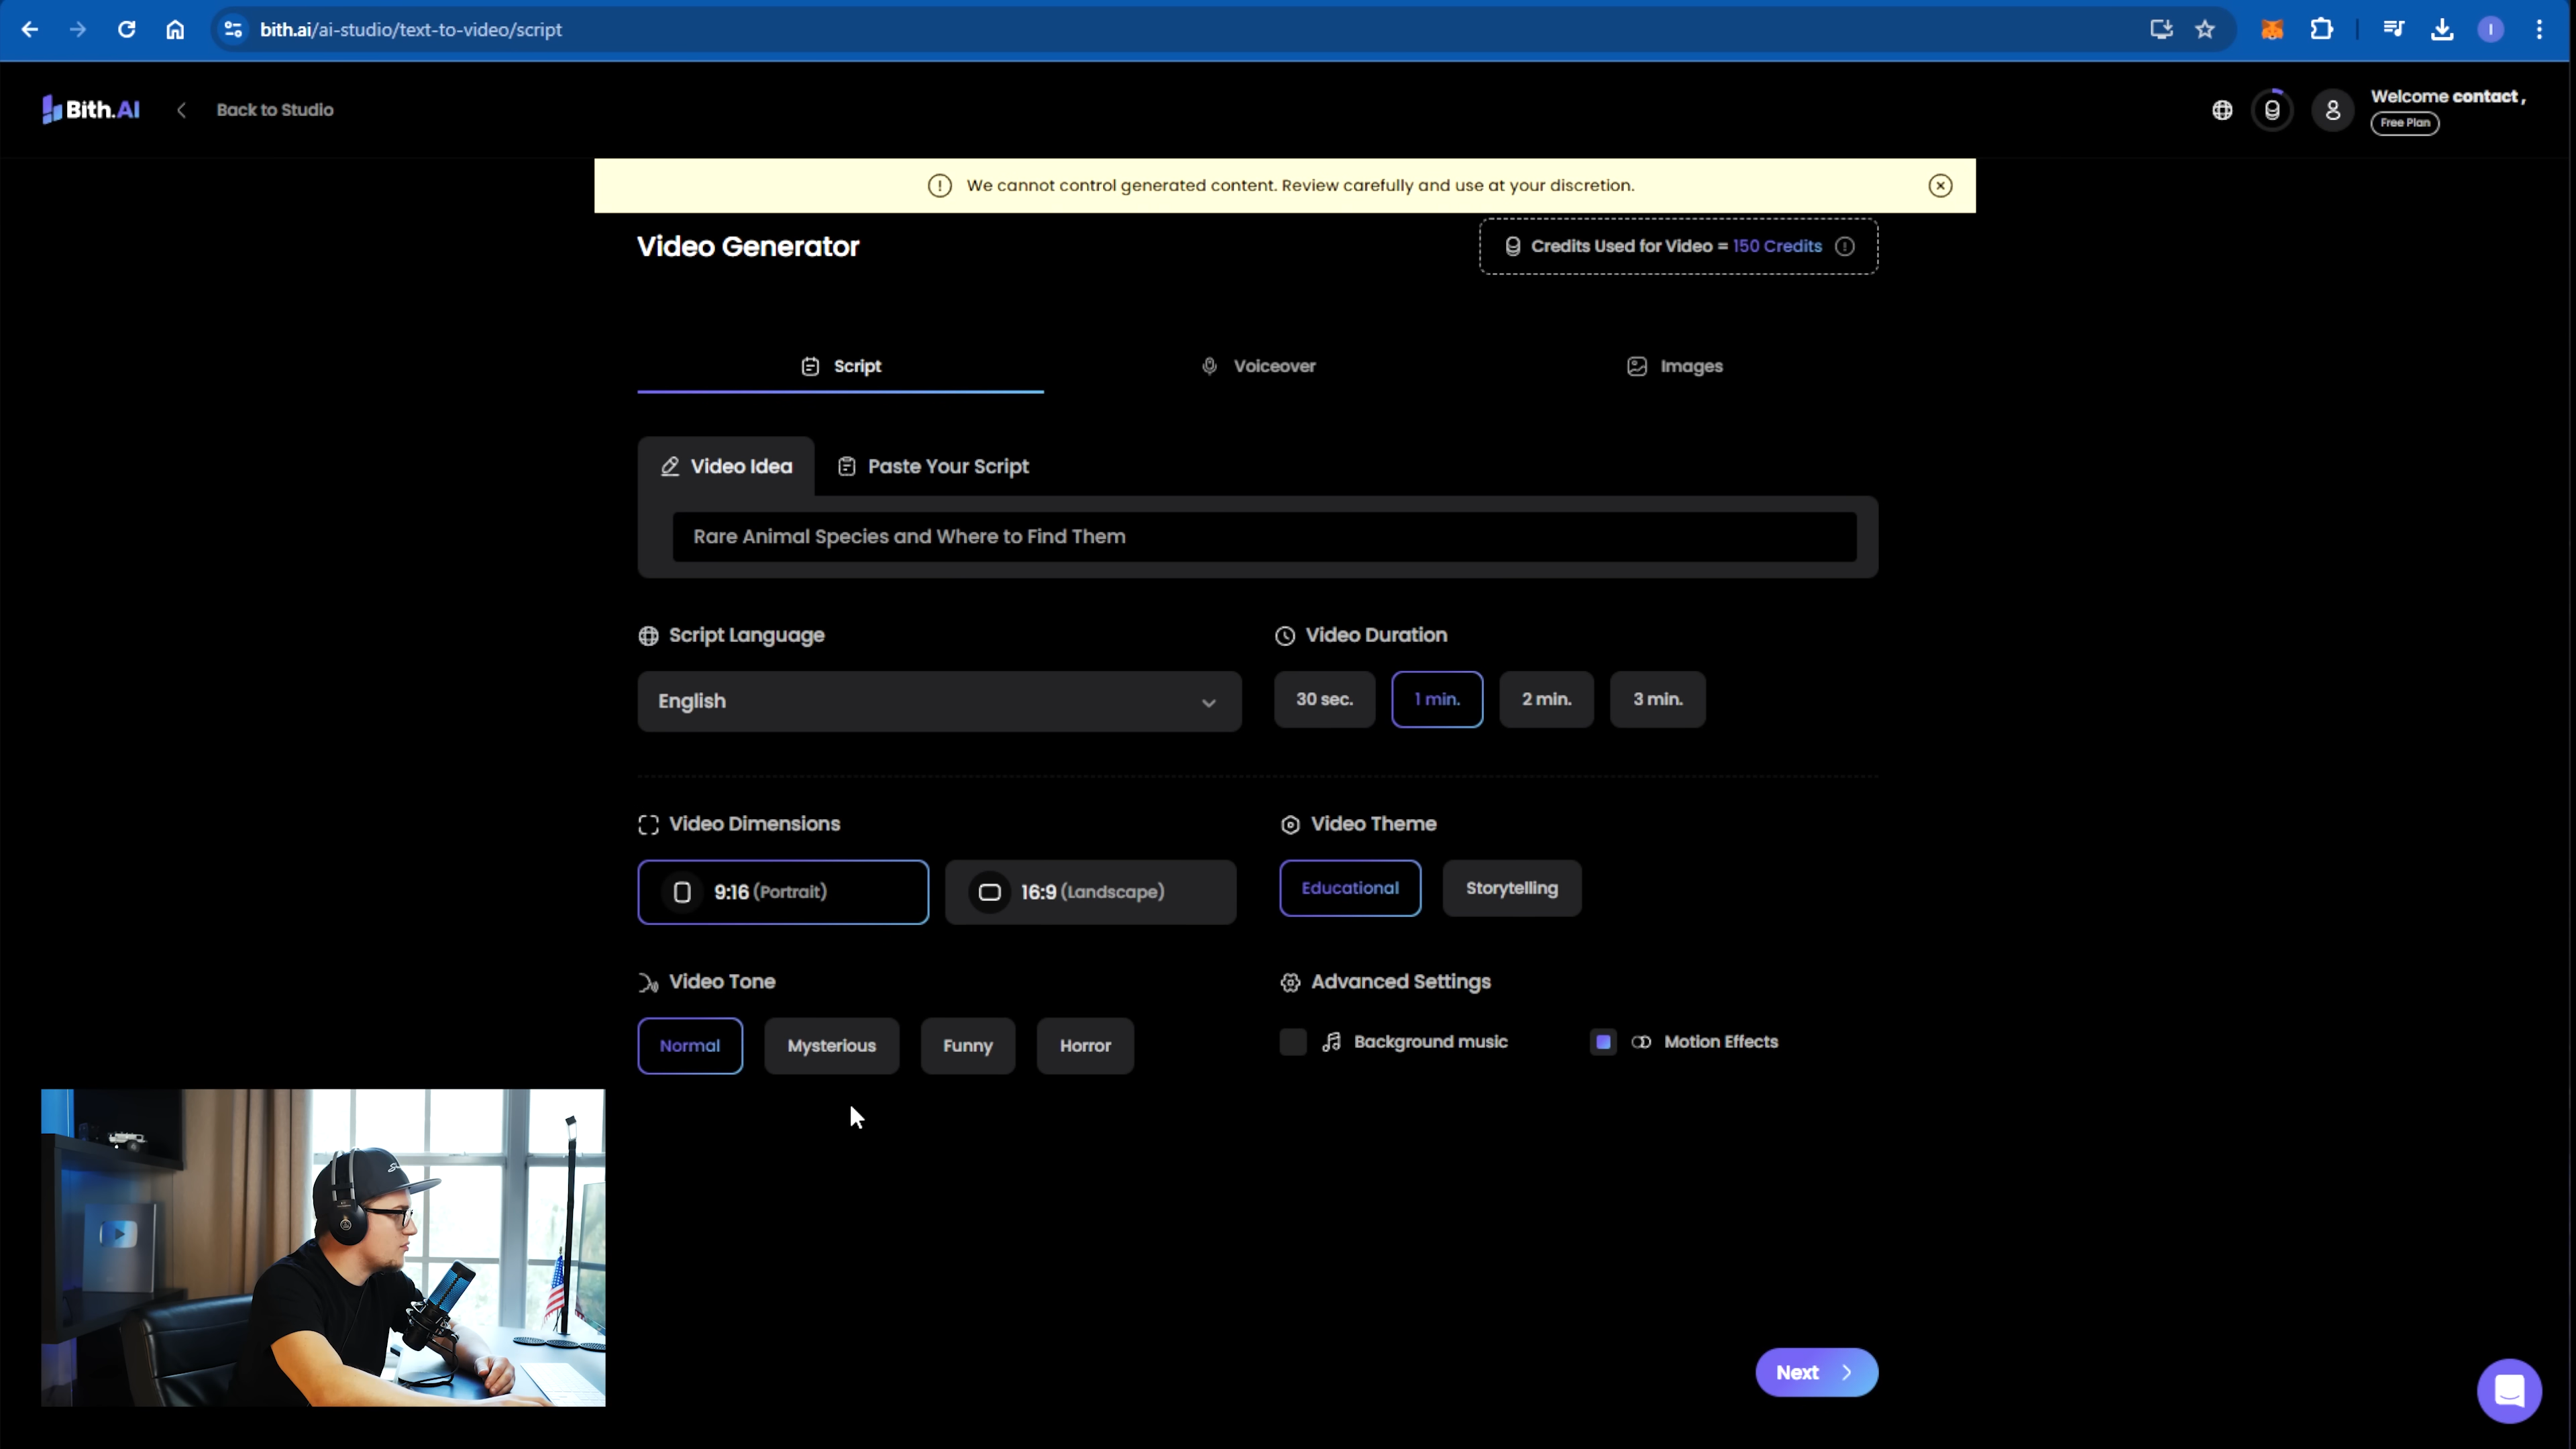 bith.ai/ai-studio/text-to-video/script
I
Bith.AI
Back to Studio
Welcome contact ,
Free Plan
We cannot control generated content. Review carefully and use at your discretion.
Video Generator
Credits Used for Video = 150 Credits
Script
Voiceover
Images
Video Idea
Paste Your Script
Rare Animal Species and Where to Find Them
Script Language
Video Duration
English
30 sec.
1 min.
2 min.
3 min.
Video Dimensions
Video Theme
9:16 (Portrait)
16:9 (Landscape)
Educational
Storytelling
Video Tone
Advanced Settings
Normal
Mysterious
Funny
Horror
Background music
Motion Effects
Next